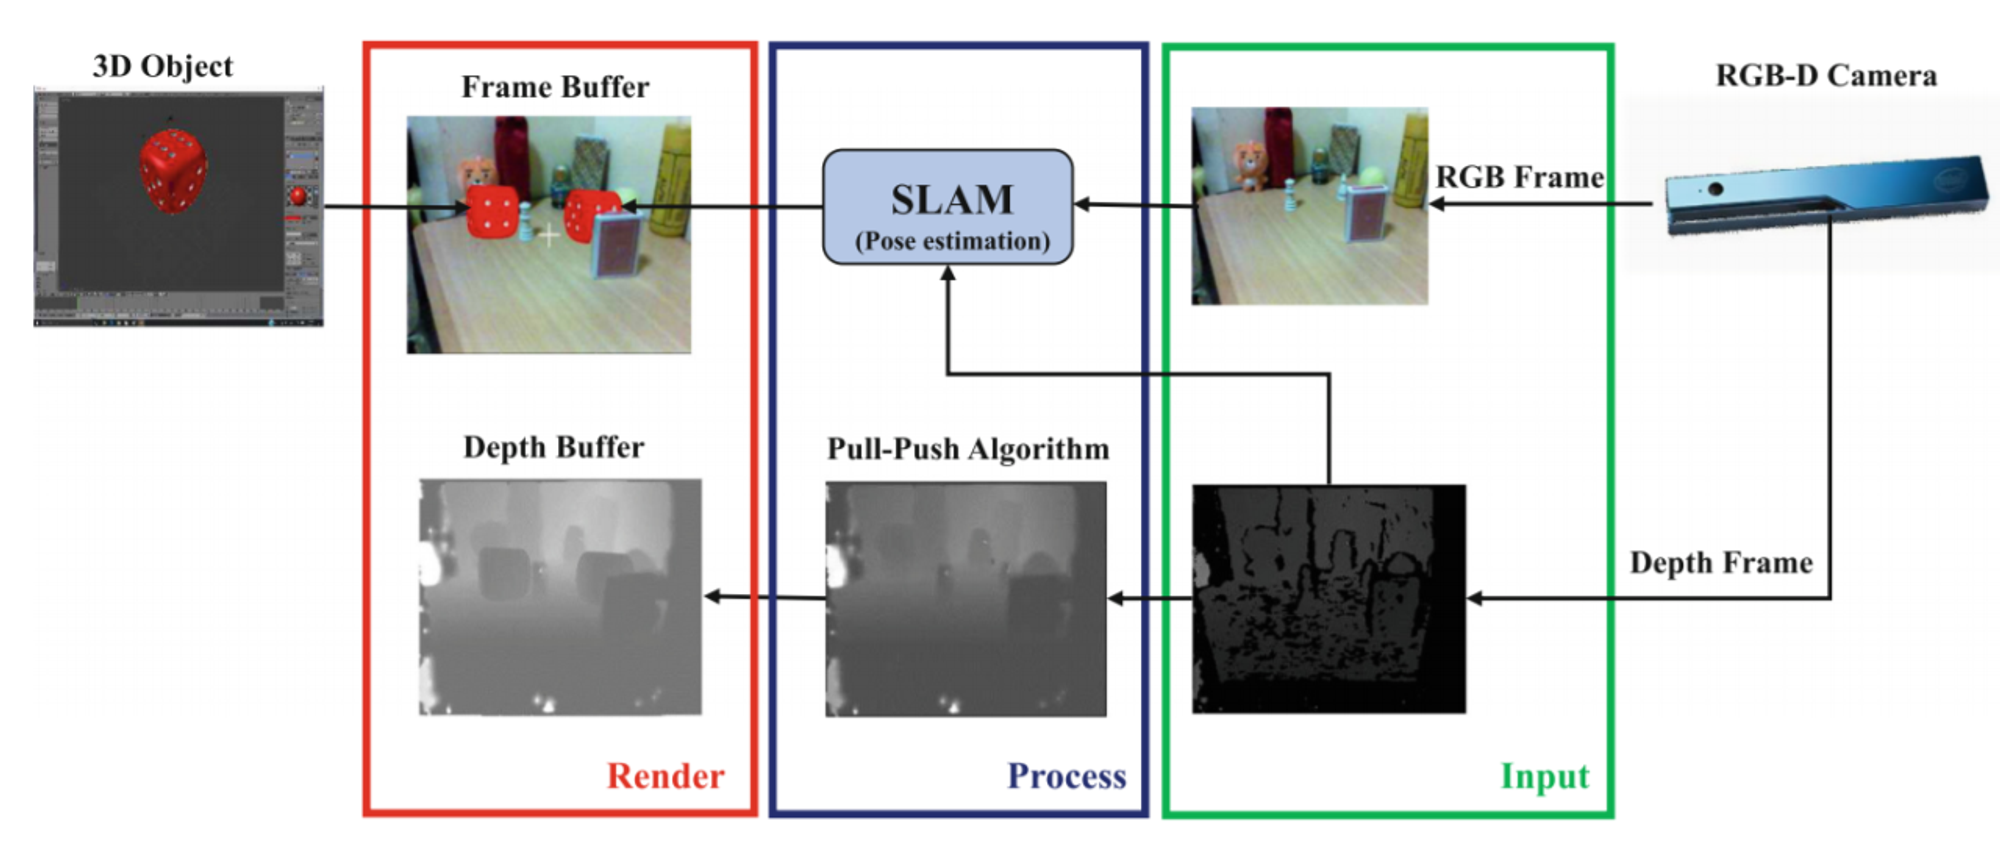 3D Object
Frame Buffer
RGB-D Camera
SLAM
(Pose estimation)
RGB Frame
Depth Buffer
Pull-Push Algorithm
Depth Frame
Render
Process
Input